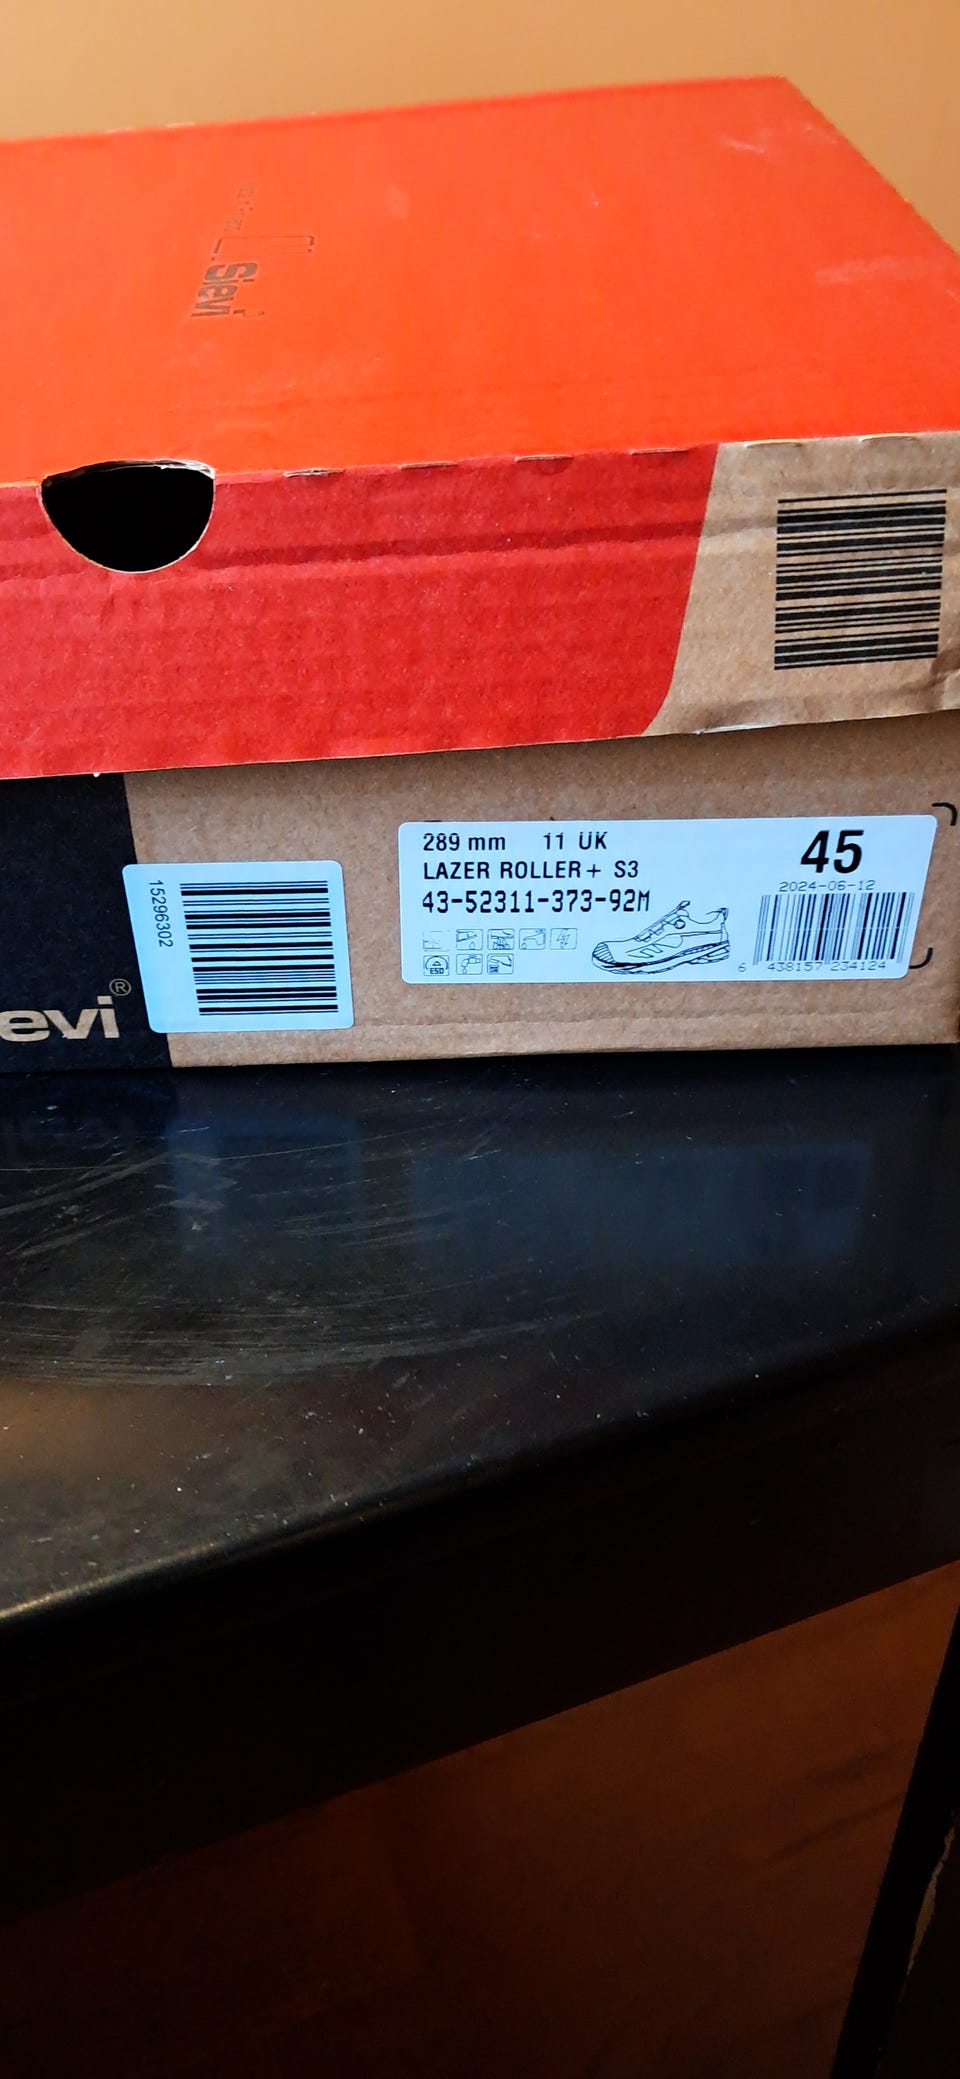 Sievi
289 mm 11 UK
45
LAZER ROLLER+ S3
2024-06-12
43-52311-373-92M
ESD
6 438157 234124
15296302
evi®